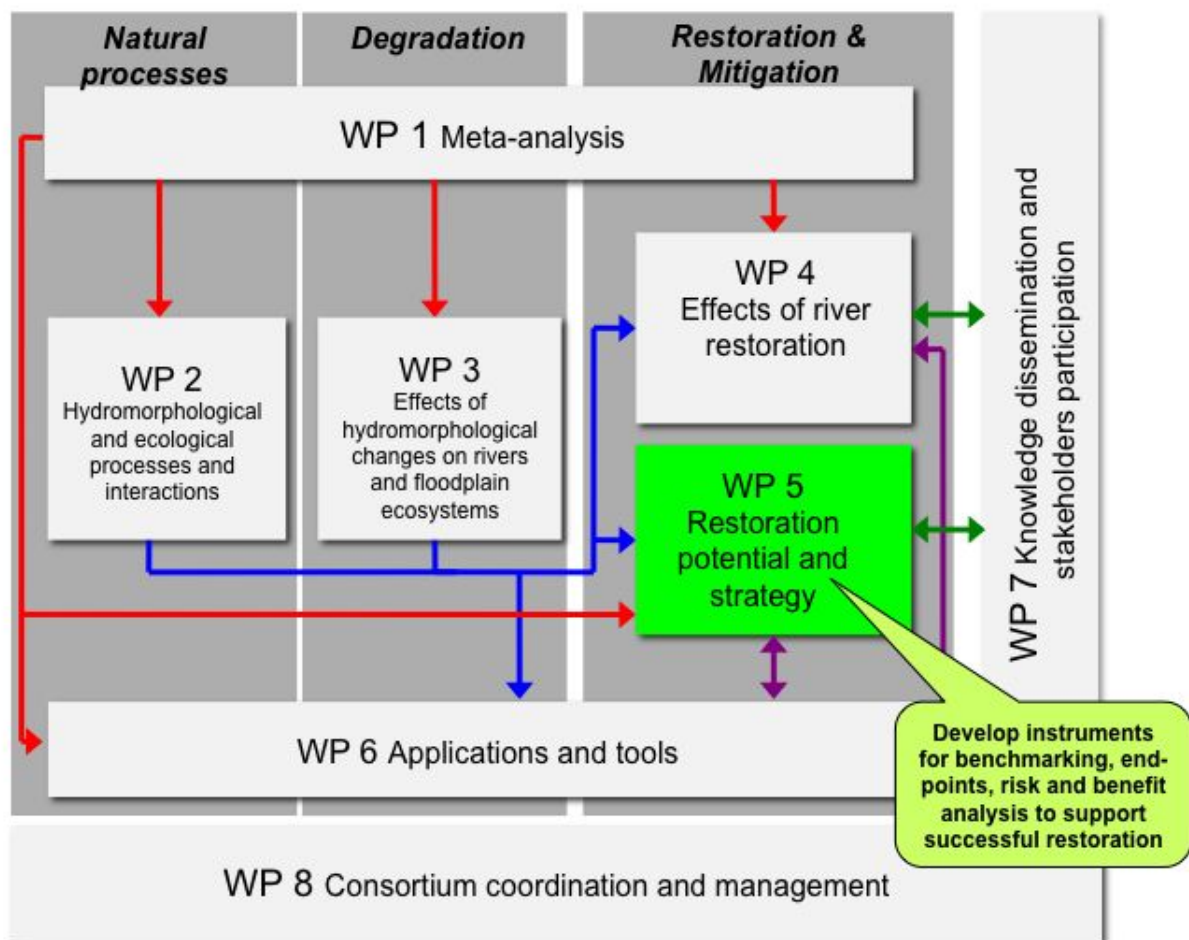 Natural
processes
Degradation
Restoration &
Mitigation
WP 1 Meta-analysis
WP 2
Hydromorphological
and ecological
processes and
interactions
WP 3
Effects of
hydromorphological
changes on rivers
and floodplain
ecosystems
WP 4
Effects of river
restoration
WP 5
Restoration
potential and
strategy
WP 6 Applications and tools
WP 7 Knowledge dissemination and
stakeholders participation
Develop instruments
for benchmarking, end-
points, risk and benefit
analysis to support
successful restoration
WP 8 Consortium coordination and management